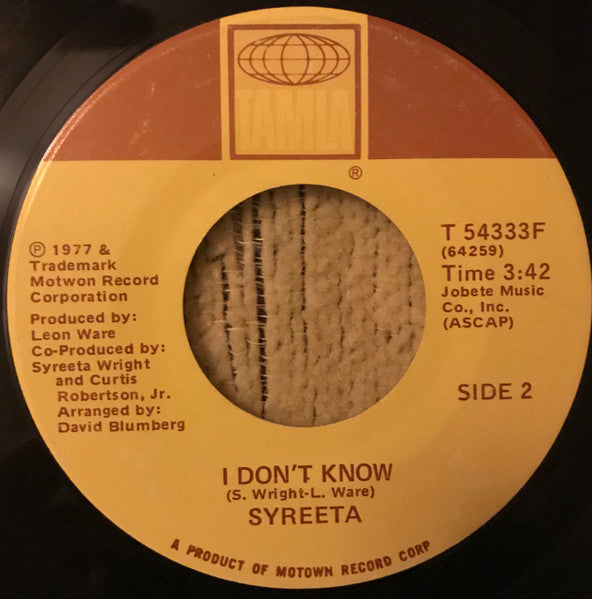 TAMLA
®
℗ 1977 &
Trademark
Motwon Record
Corporation
Produced by:
Leon Ware
Co-Produced by:
Syreeta Wright
and Curtis
Robertson, Jr.
Arranged by:
David Blumberg
T 54333F
(64259)
Time 3:42
Jobete Music
Co., Inc.
(ASCAP)
SIDE 2
I DON'T KNOW
(S. Wright-L. Ware)
SYREETA
A PRODUCT OF MOTOWN RECORD CORP